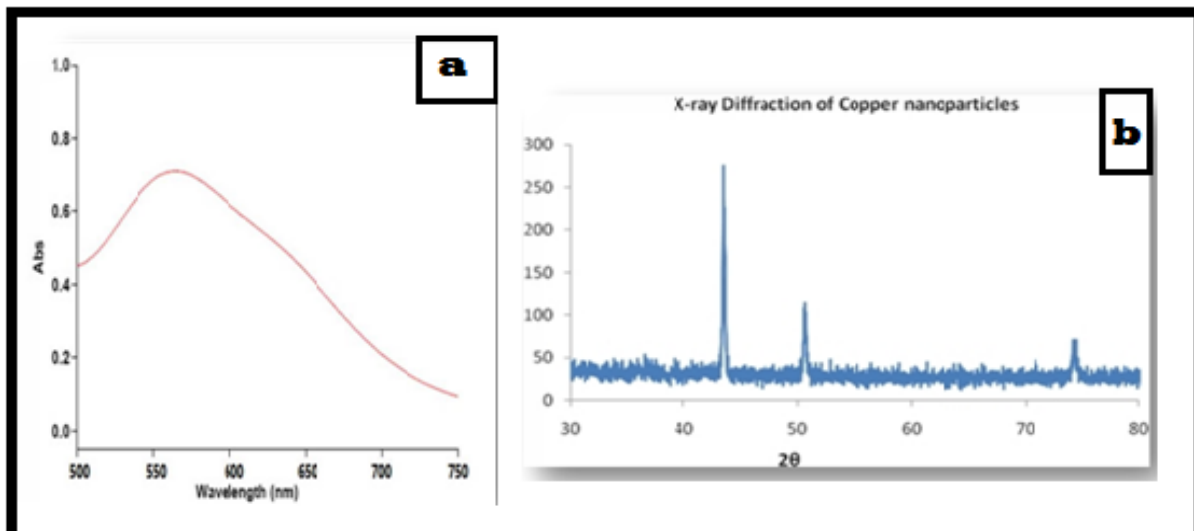 a
1.0
0.8
0.6
0.4
0.2
0.0
Abs
500 550 600 650 700 750
Wavelength (nm)
b
X-ray Diffraction of Copper nanoparticles
300
250
200
150
100
50
0
30 40 50 60 70 80
2θ